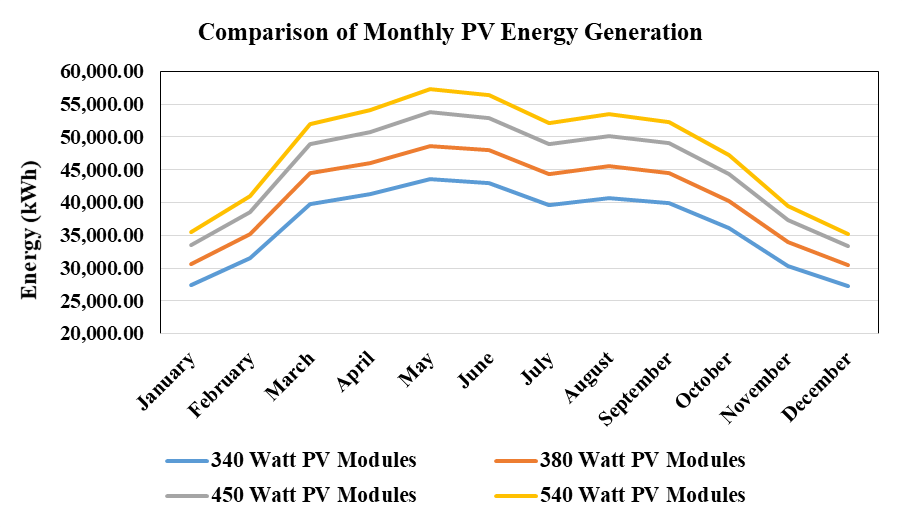 Comparison of Monthly PV Energy Generation
Energy (kWh)
60,000.00
55,000.00
50,000.00
45,000.00
40,000.00
35,000.00
30,000.00
25,000.00
20,000.00
January
February
March
April
May
June
July
August
September
October
November
December
340 Watt PV Modules
380 Watt PV Modules
450 Watt PV Modules
540 Watt PV Modules